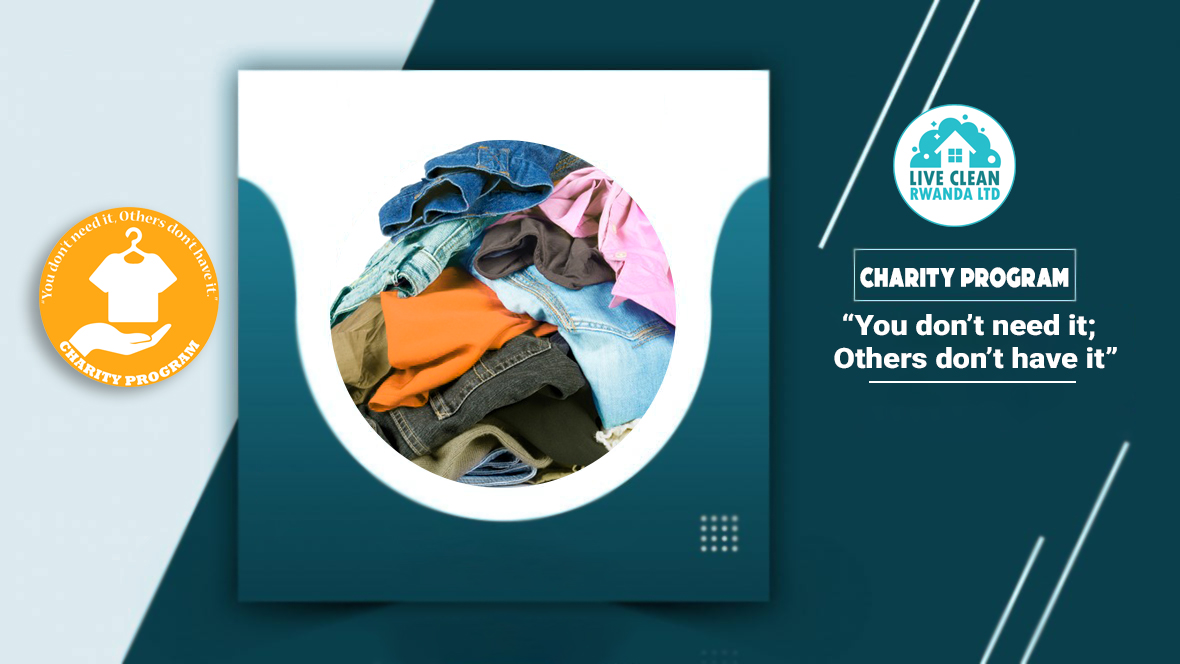 "You don't need it, Others don't have it."
CHARITY PROGRAM
LIVE CLEAN
RWANDA LTD
CHARITY PROGRAM
“You don’t need it;
Others don’t have it”